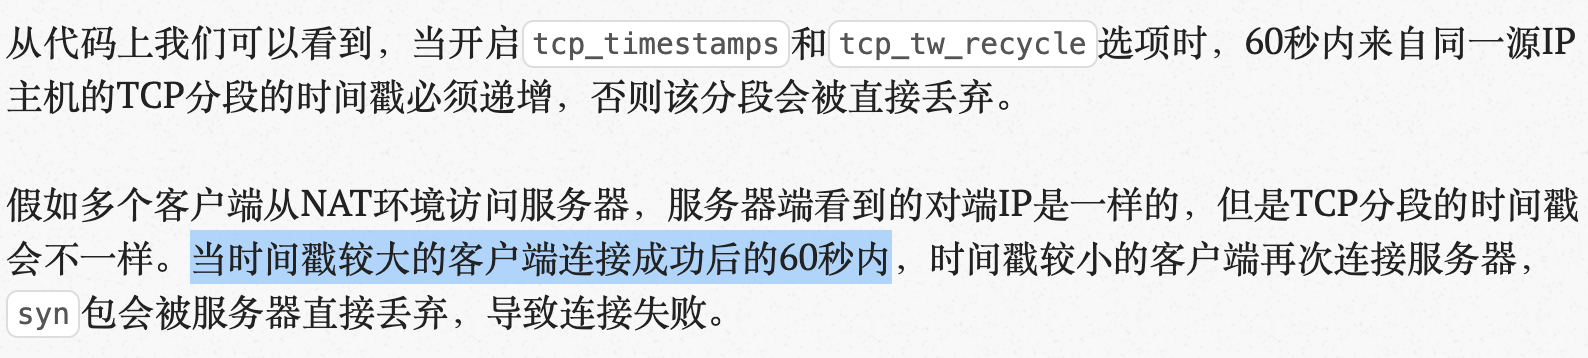 从代码上我们可以看到，当开启tcp_timestamps和tcp_tw_recycle选项时，60秒内来自同一源IP
主机的TCP分段的时间戳必须递增，否则该分段会被直接丢弃。
假如多个客户端从NAT环境访问服务器，服务器端看到的对端IP是一样的，但是TCP分段的时间戳
会不一样。当时间戳较大的客户端连接成功后的60秒内，时间戳较小的客户端再次连接服务器，
syn包会被服务器直接丢弃，导致连接失败。